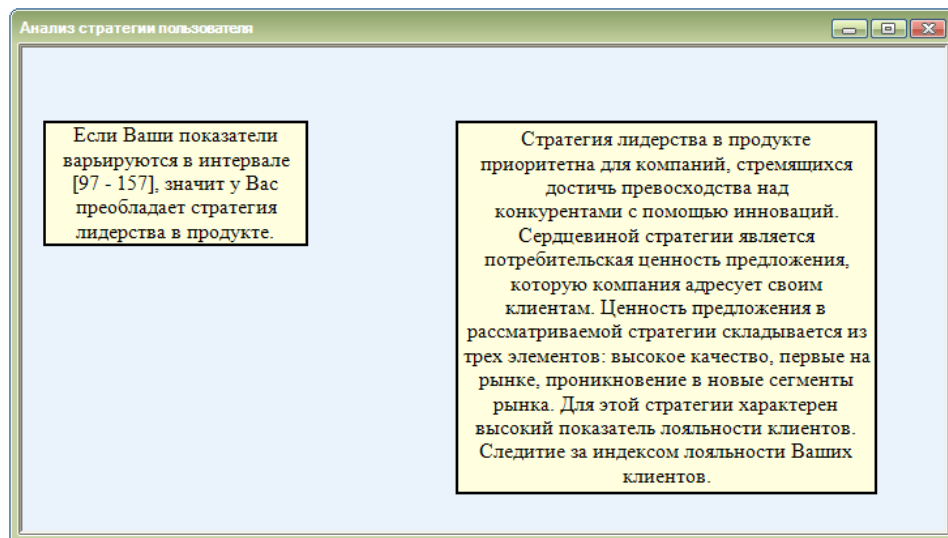 Анализ стратегии пользователя
Если Ваши показатели
варьируются в интервале
[97 - 157], значит у Вас
преобладает стратегия
лидерства в продукте.
Стратегия лидерства в продукте
приоритетна для компаний, стремящихся
достичь превосходства над
конкурентами с помощью инноваций.
Сердцевиной стратегии является
потребительская ценность предложения,
которую компания адресует своим
клиентам. Ценность предложения в
рассматриваемой стратегии складывается из
трех элементов: высокое качество, первые на
рынке, проникновение в новые сегменты
рынка. Для этой стратегии характерен
высокий показатель лояльности клиентов.
Следитие за индексом лояльности Ваших
клиентов.